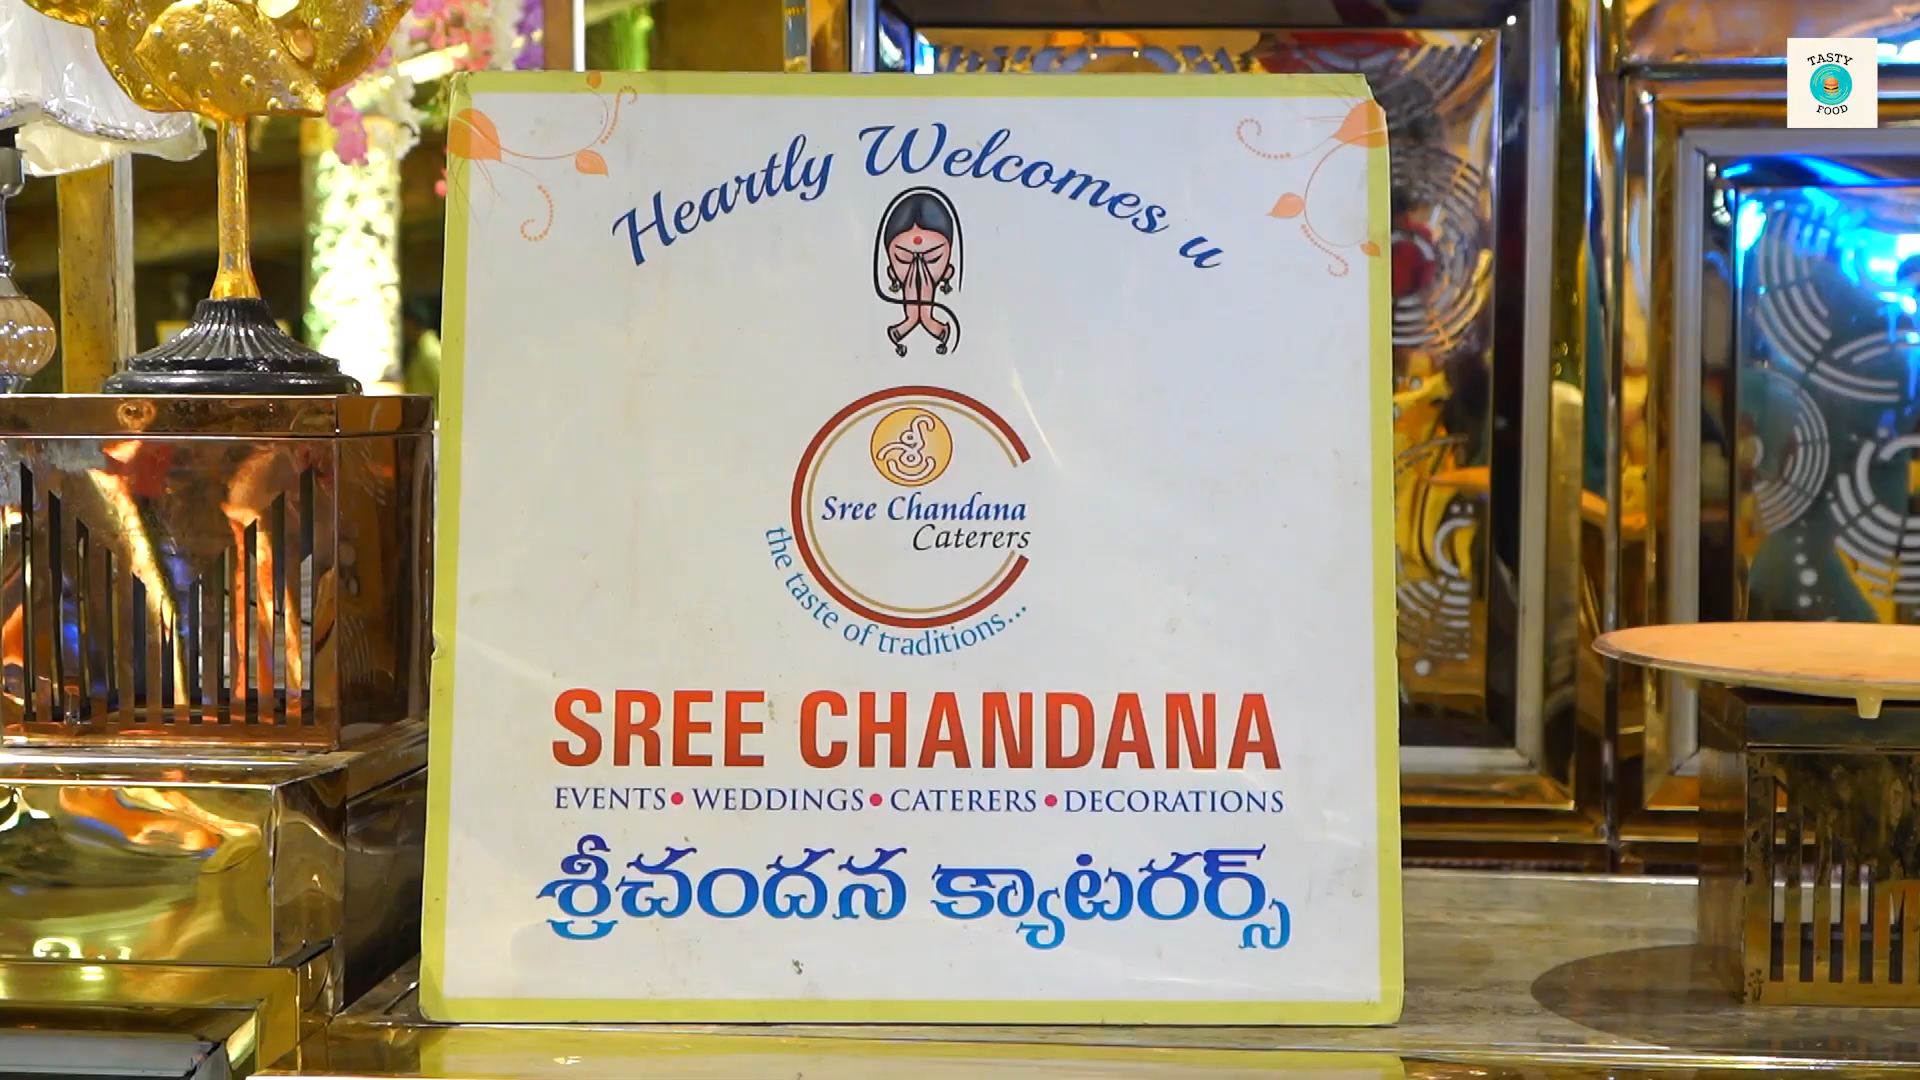 TASTY
FOOD
Heartly Welcomes u
శ్రీ
Sree Chandana
Caterers
the taste of traditions...
SREE CHANDANA
EVENTS • WEDDINGS • CATERERS • DECORATIONS
శ్రీచందన క్యాటరర్స్